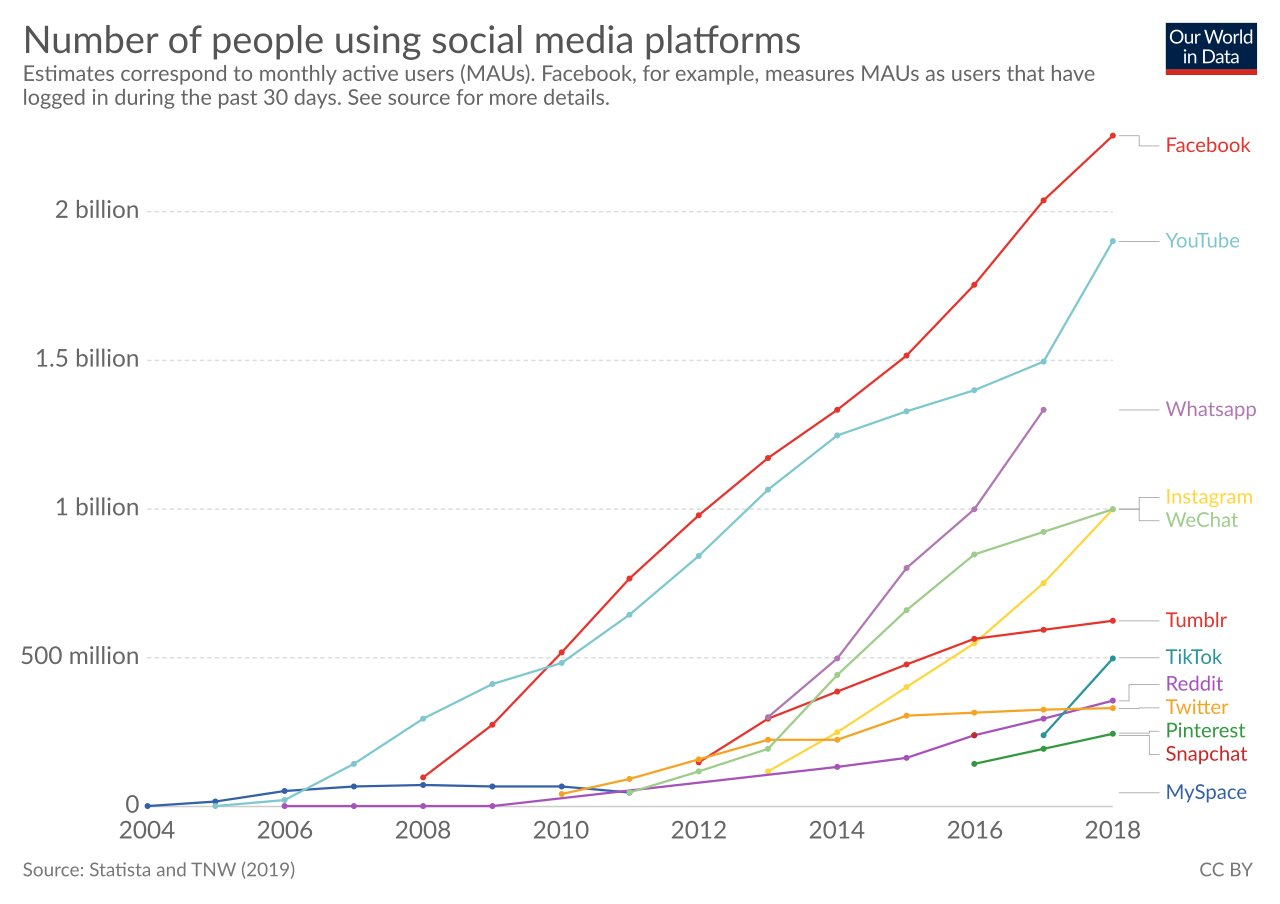 Number of people using social media platforms
Estimates correspond to monthly active users (MAUs). Facebook, for example, measures MAUs as users that have
logged in during the past 30 days. See source for more details.
Our World
in Data
Facebook
2 billion
YouTube
1.5 billion
Whatsapp
Instagram
1 billion
WeChat
Tumblr
500 million
TikTok
Reddit
Twitter
Pinterest
Snapchat
MySpace
0
2004 2006 2008 2010 2012 2014 2016 2018
Source: Statista and TNW (2019)
CC BY